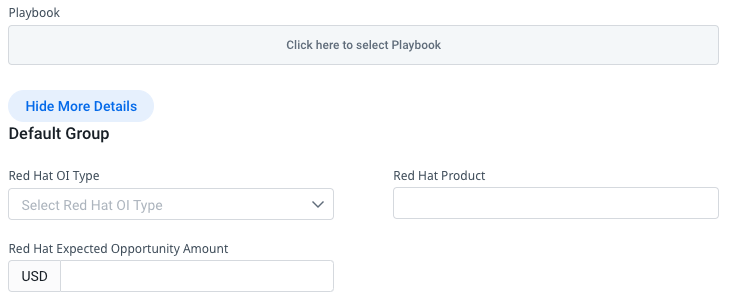 Playbook
Click here to select Playbook
Hide More Details
Default Group
Red Hat OI Type
Red Hat Product
Select Red Hat OI Type
Red Hat Expected Opportunity Amount
USD